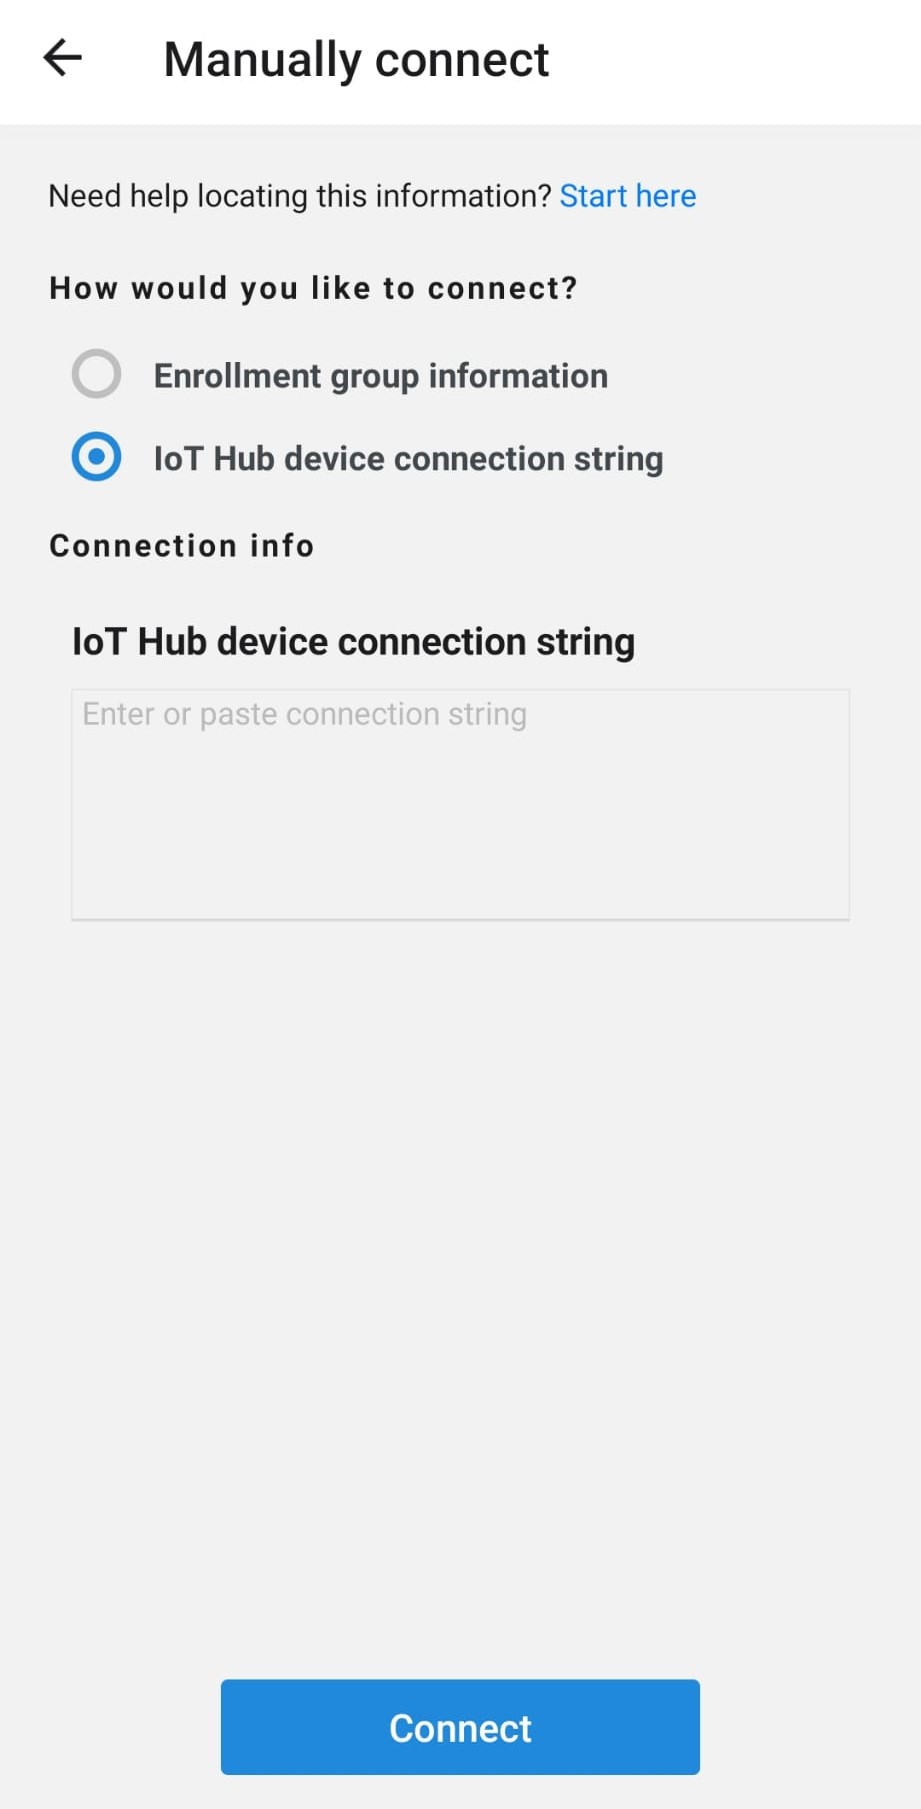 Manually connect
Need help locating this information? Start here
How would you like to connect?
Enrollment group information
IoT Hub device connection string
Connection info
IoT Hub device connection string
Enter or paste connection string
Connect